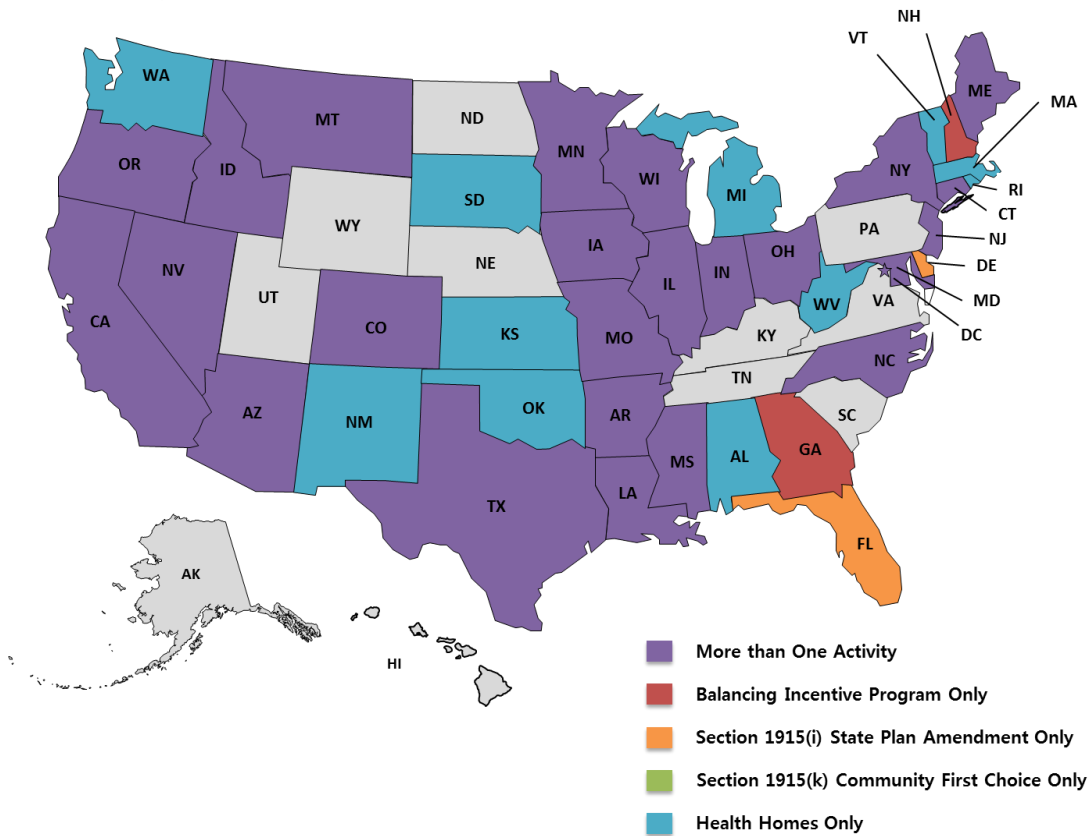 NH
VT
WA
ME
MA
MT
ND
MN
OR
ID
WI
NY
SD
MI
RI
CT
WY
PA
NJ
IA
OH
NE
DE
NV
IN
IL
MD
UT
WV
VA
DC
CA
CO
KS
MO
KY
NC
TN
AZ
OK
AR
SC
NM
GA
AL
MS
LA
TX
FL
AK
HI
More than One Activity
Balancing Incentive Program Only
Section 1915(i) State Plan Amendment Only
Section 1915(k) Community First Choice Only
Health Homes Only